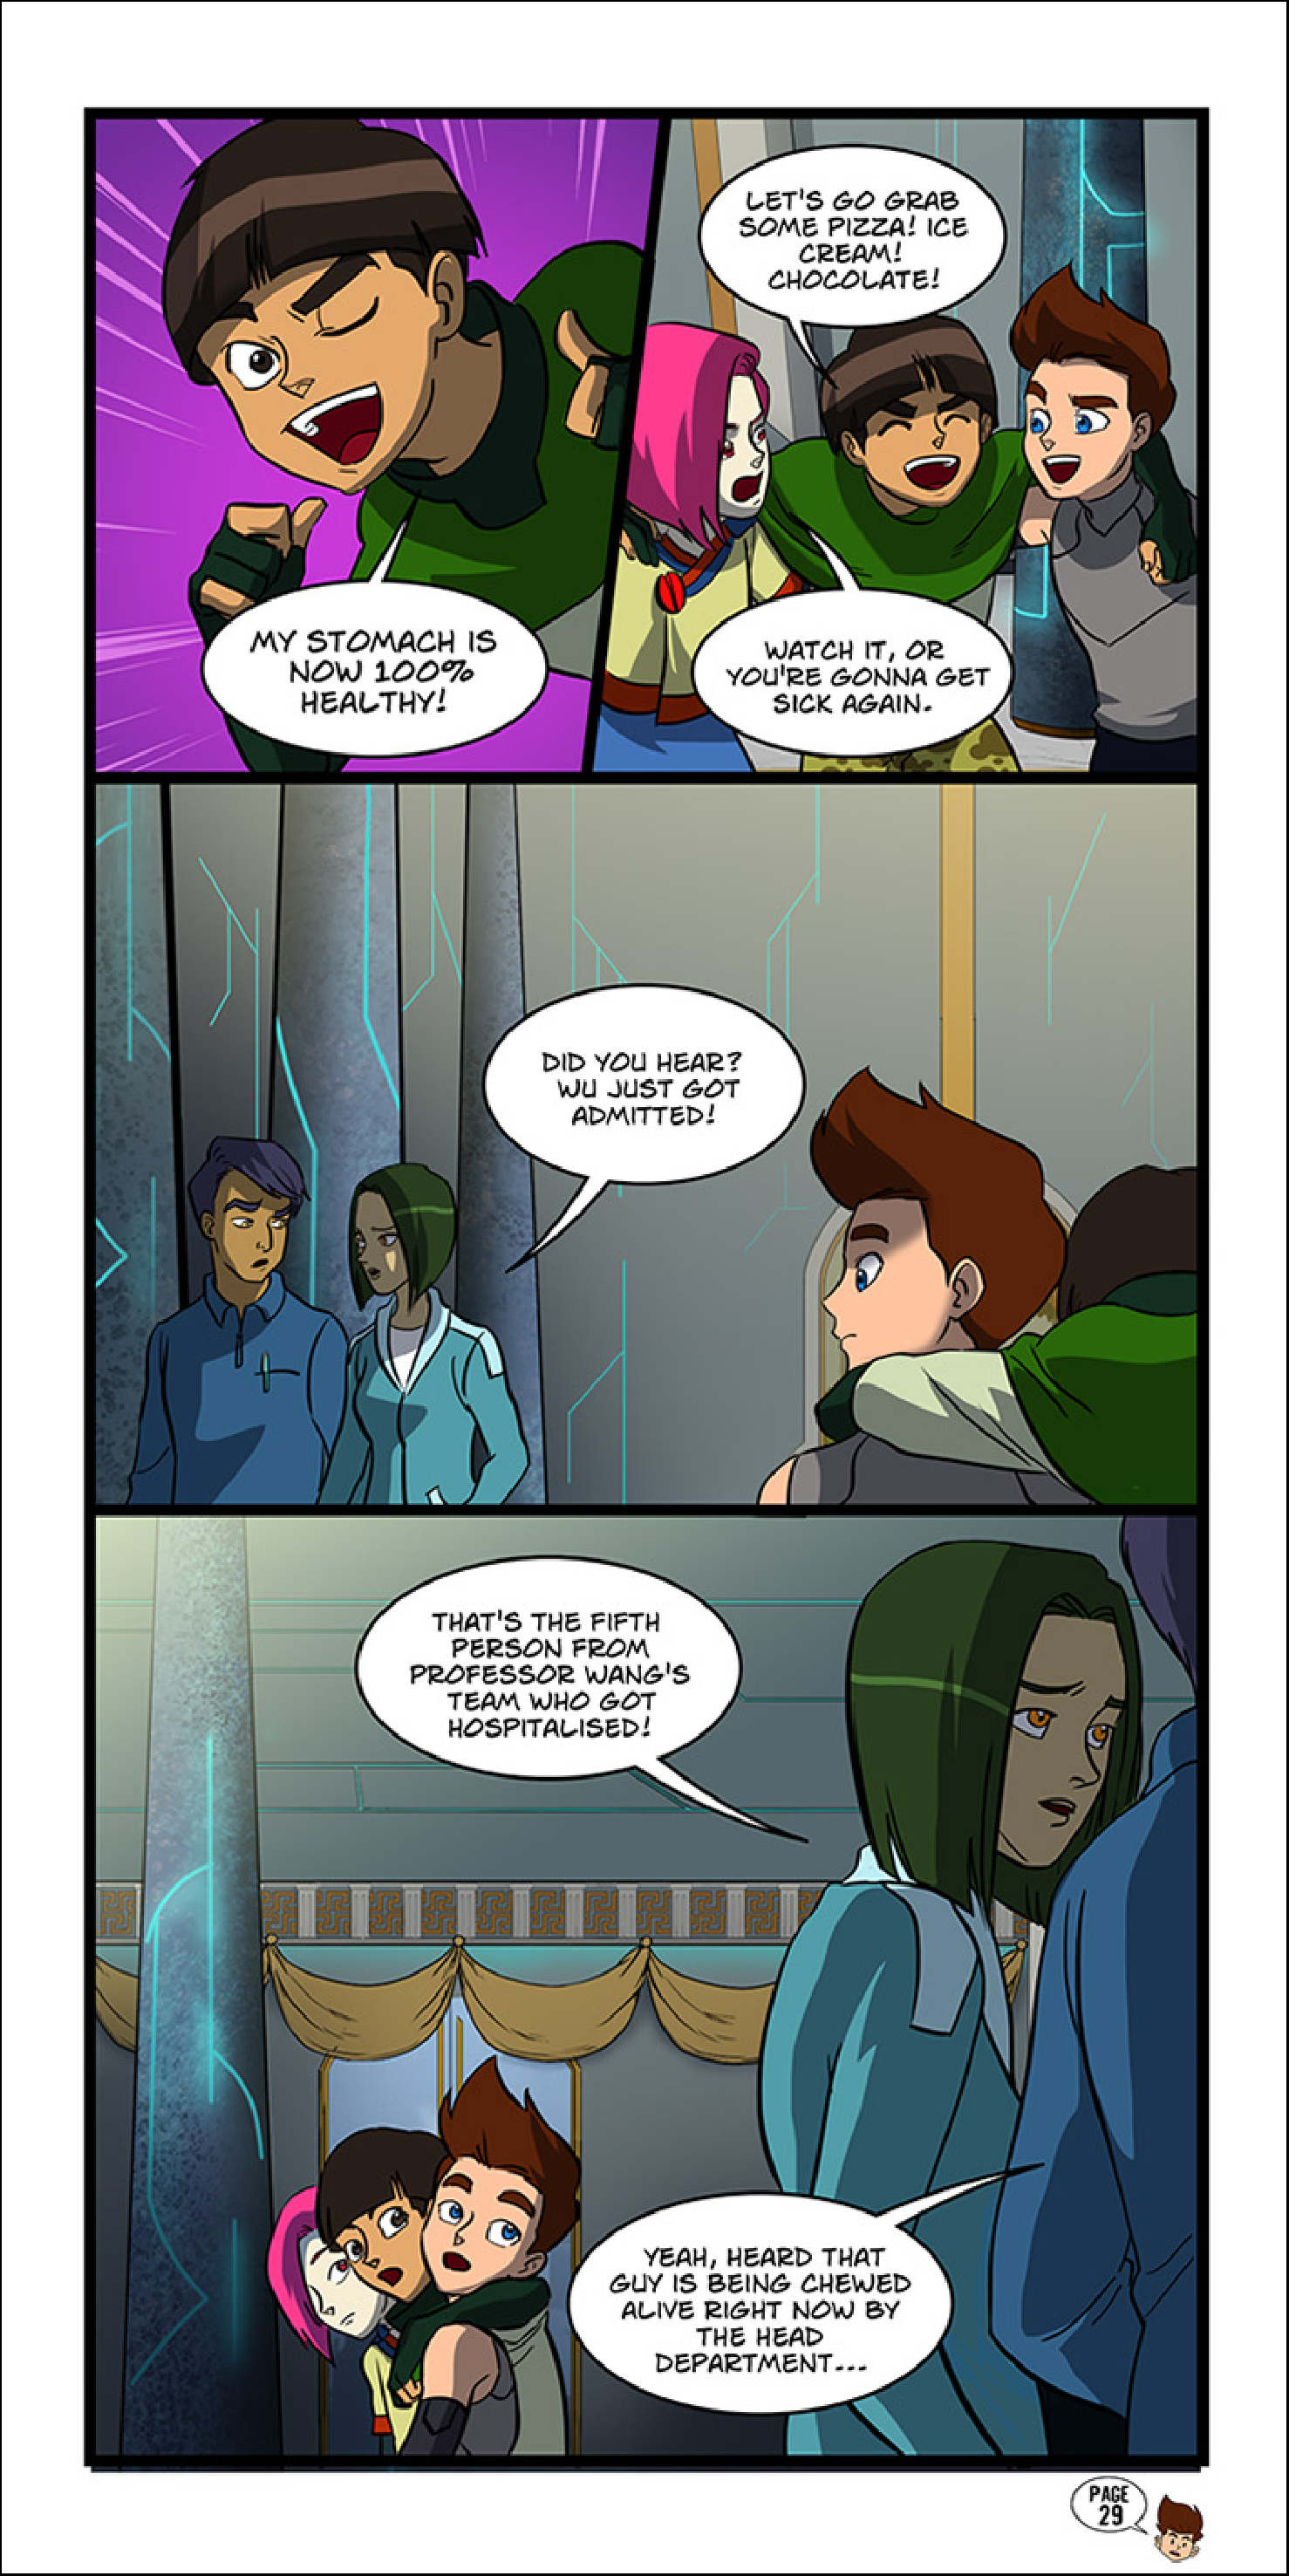 MY STOMACH IS
NOW 100%
HEALTHY!
LET'S GO GRAB
SOME PIZZA! ICE
CREAM!
CHOCOLATE!
WATCH IT, OR
YOU'RE GONNA GET
SICK AGAIN.
DID YOU HEAR?
WU JUST GOT
ADMITTED!
THAT'S THE FIFTH
PERSON FROM
PROFESSOR WANG'S
TEAM WHO GOT
HOSPITALISED!
YEAH, HEARD THAT
GUY IS BEING CHEWED
ALIVE RIGHT NOW BY
THE HEAD
DEPARTMENT...
PAGE
29